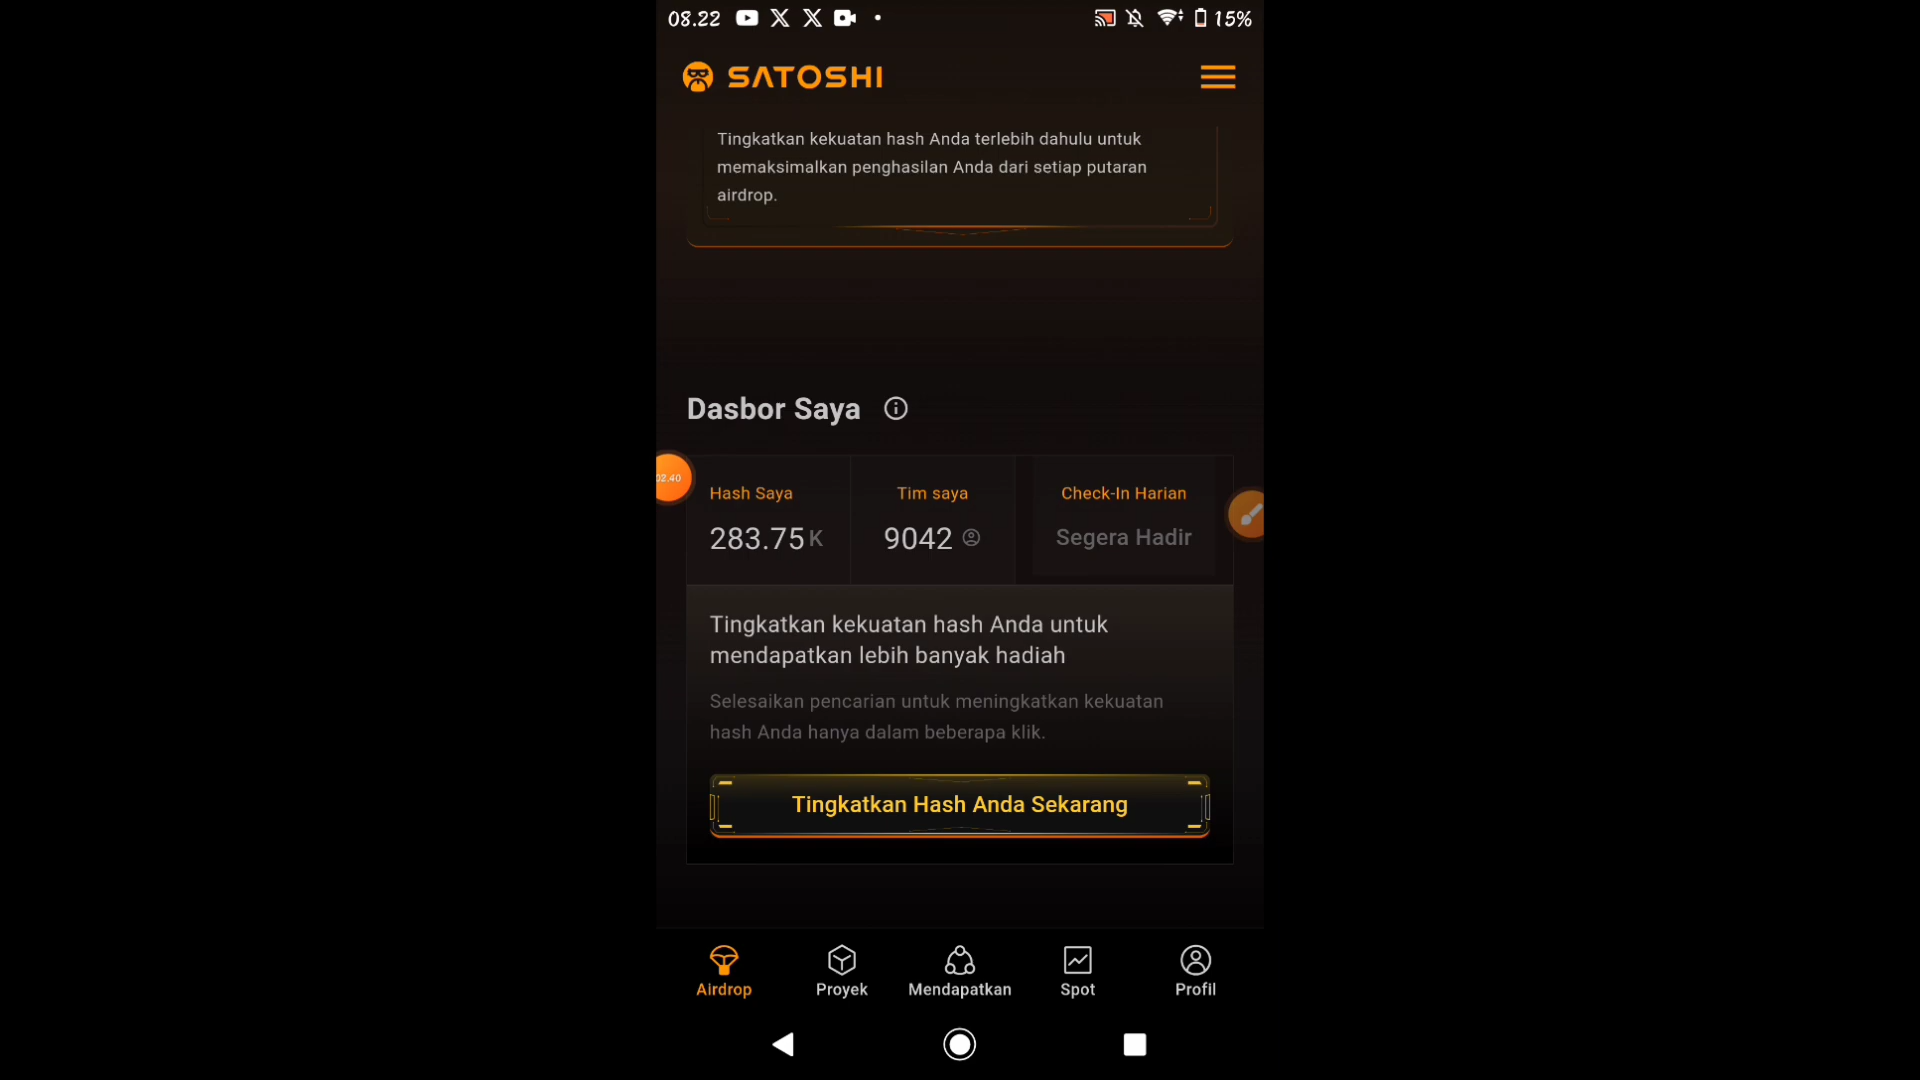 08.22
15%
SATOSHI
Tingkatkan kekuatan hash Anda terlebih dahulu untuk
memaksimalkan penghasilan Anda dari setiap putaran
airdrop.
Dasbor Saya
02.40
Hash Saya
Tim saya
Check-In Harian
283.75 K
9042
Segera Hadir
Tingkatkan kekuatan hash Anda untuk
mendapatkan lebih banyak hadiah
Selesaikan pencarian untuk meningkatkan kekuatan
hash Anda hanya dalam beberapa klik.
Tingkatkan Hash Anda Sekarang
Airdrop
Proyek
Mendapatkan
Spot
Profil